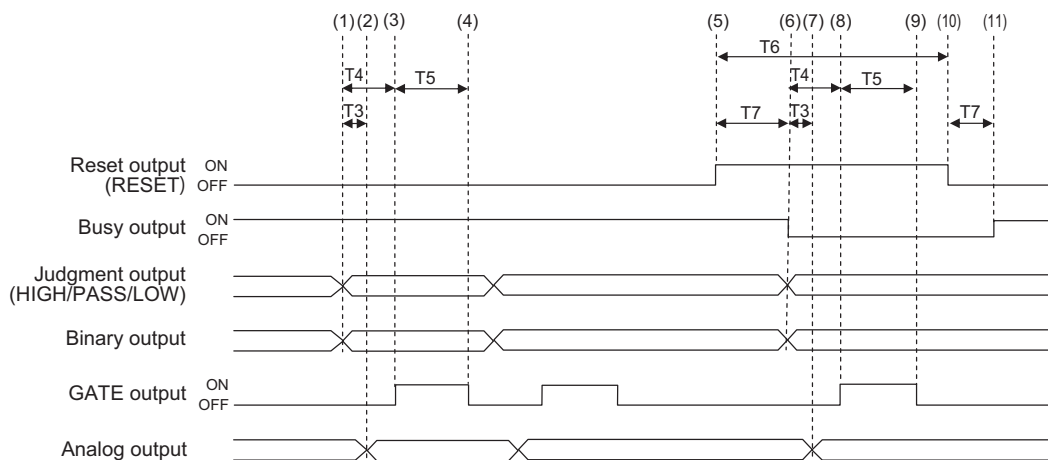 (1) (2) (3) (4) (5) (6) (7) (8) (9) (10) (11)
T6
T4 T5 T4 T5
T3 T7 T3 T7
Reset output
(RESET)
ON
OFF
Busy output
ON
OFF
Judgment output
(HIGH/PASS/LOW)
Binary output
GATE output
ON
OFF
Analog output